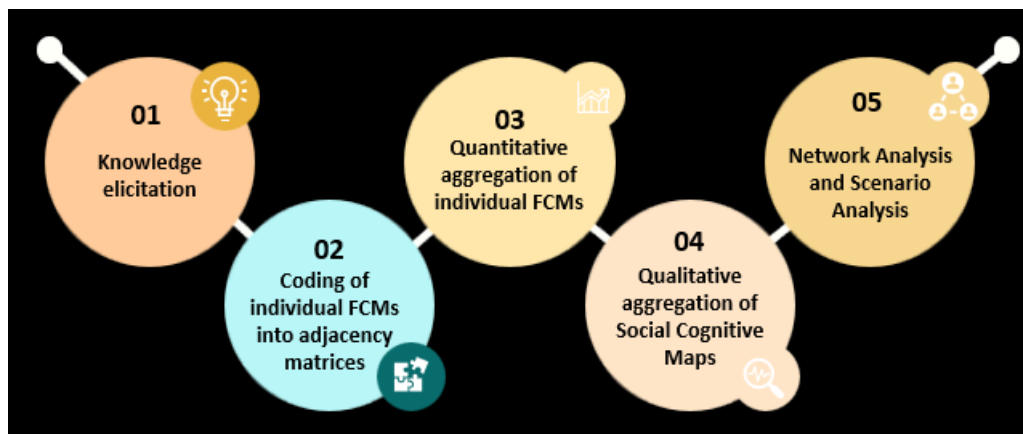 01
Knowledge
elicitation
02
Coding of
individual FCMs
into adjacency
matrices
03
Quantitative
aggregation of
individual FCMs
04
Qualitative
aggregation of
Social Cognitive
Maps
05
Network Analysis
and Scenario
Analysis